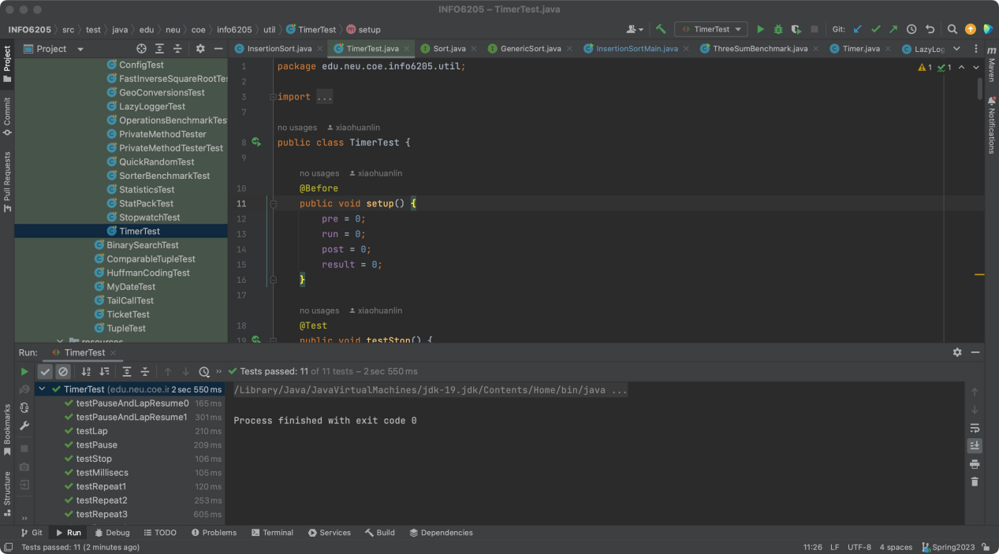 INFO6205 – TimerTest.java
INFO6205 src test java edu neu coe info6205 util TimerTest setup
TimerTest Git:
Project
InsertionSort.java TimerTest.java Sort.java GenericSort.java InsertionSortMain.java ThreeSumBenchmark.java Timer.java LazyLog
Project
Commit
Pull Requests
Bookmarks
Structure
Maven
Notifications
ConfigTest
FastInverseSquareRootTes
GeoConversionsTest
LazyLoggerTest
OperationsBenchmarkTest
PrivateMethodTester
PrivateMethodTesterTest
QuickRandomTest
SorterBenchmarkTest
StatisticsTest
StatPackTest
StopwatchTest
TimerTest
BinarySearchTest
ComparableTupleTest
HuffmanCodingTest
MyDateTest
TailCallTest
TicketTest
TupleTest
resources
1 package edu.neu.coe.info6205.util;
1 1
2
3 import ...
7
no usages xiaohuanlin
8 public class TimerTest {
9
no usages xiaohuanlin
10 @Before
11 public void setup() {
12 pre = 0;
13 run = 0;
14 post = 0;
15 result = 0;
16 }
17
no usages xiaohuanlin
18 @Test
19 public void testStop() {
Run: TimerTest
Tests passed: 11 of 11 tests – 2 sec 550 ms
TimerTest (edu.neu.coe.ir 2 sec 550 ms
testPauseAndLapResume0 165 ms
testPauseAndLapResume1 301 ms
testLap 210 ms
testPause 209 ms
testStop 106 ms
testMillisecs 105 ms
testRepeat1 120 ms
testRepeat2 253 ms
testRepeat3 605 ms
/Library/Java/JavaVirtualMachines/jdk-19.jdk/Contents/Home/bin/java ...
Process finished with exit code 0
Git Run Debug TODO Problems Terminal Services Build Dependencies
Tests passed: 11 (2 minutes ago)
11:26 LF UTF-8 4 spaces Spring2023